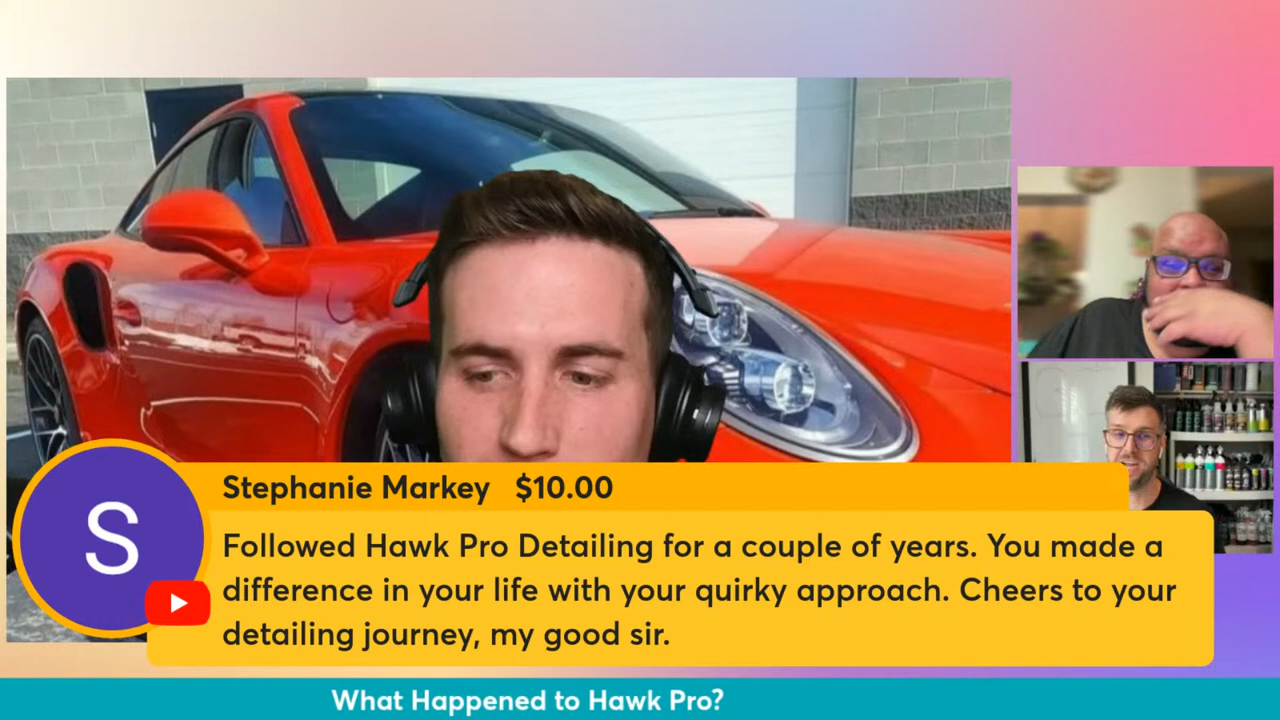 Stephanie Markey $10.00
S
Followed Hawk Pro Detailing for a couple of years. You made a
difference in your life with your quirky approach. Cheers to your
detailing journey, my good sir.
What Happened to Hawk Pro?